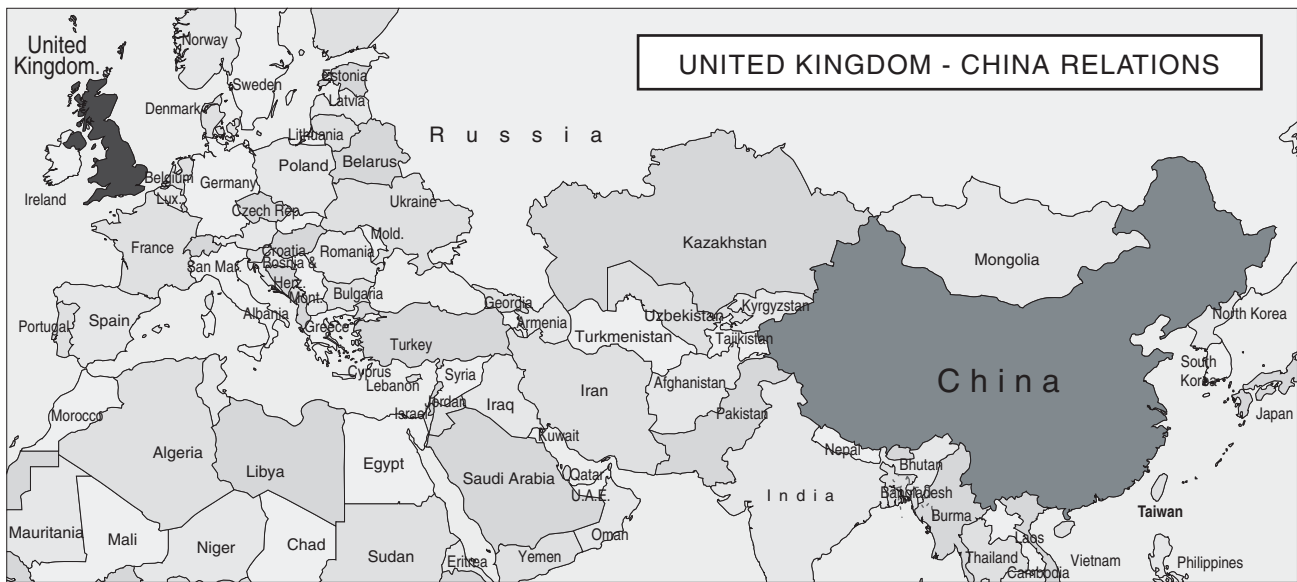 UNITED KINGDOM - CHINA RELATIONS
United
Kingdom.
Norway
Sweden
Estonia
Latvia
Denmark
Lithuania
Russia
Ireland
Belgium
Lux.
Germany
Poland
Belarus
Czech Rep.
Ukraine
France
Mold.
Croatia
Romania
San Mar.
Bosnia &
Herz.
Mont.
Bulgaria
Albania
Greece
Portugal
Spain
Turkey
Georgia
Armenia
Kazakhstan
Mongolia
Uzbekistan
Kyrgyzstan
Turkmenistan
Tajikistan
China
North Korea
South
Korea
Japan
Cyprus
Lebanon
Syria
Israel
Jordan
Iraq
Iran
Afghanistan
Pakistan
Morocco
Algeria
Libya
Egypt
Kuwait
Saudi Arabia
Qatar
U.A.E.
Oman
Yemen
India
Nepal
Bhutan
Bangladesh
Burma
Laos
Thailand
Cambodia
Vietnam
Taiwan
Philippines
Mauritania
Mali
Niger
Chad
Sudan
Eritrea